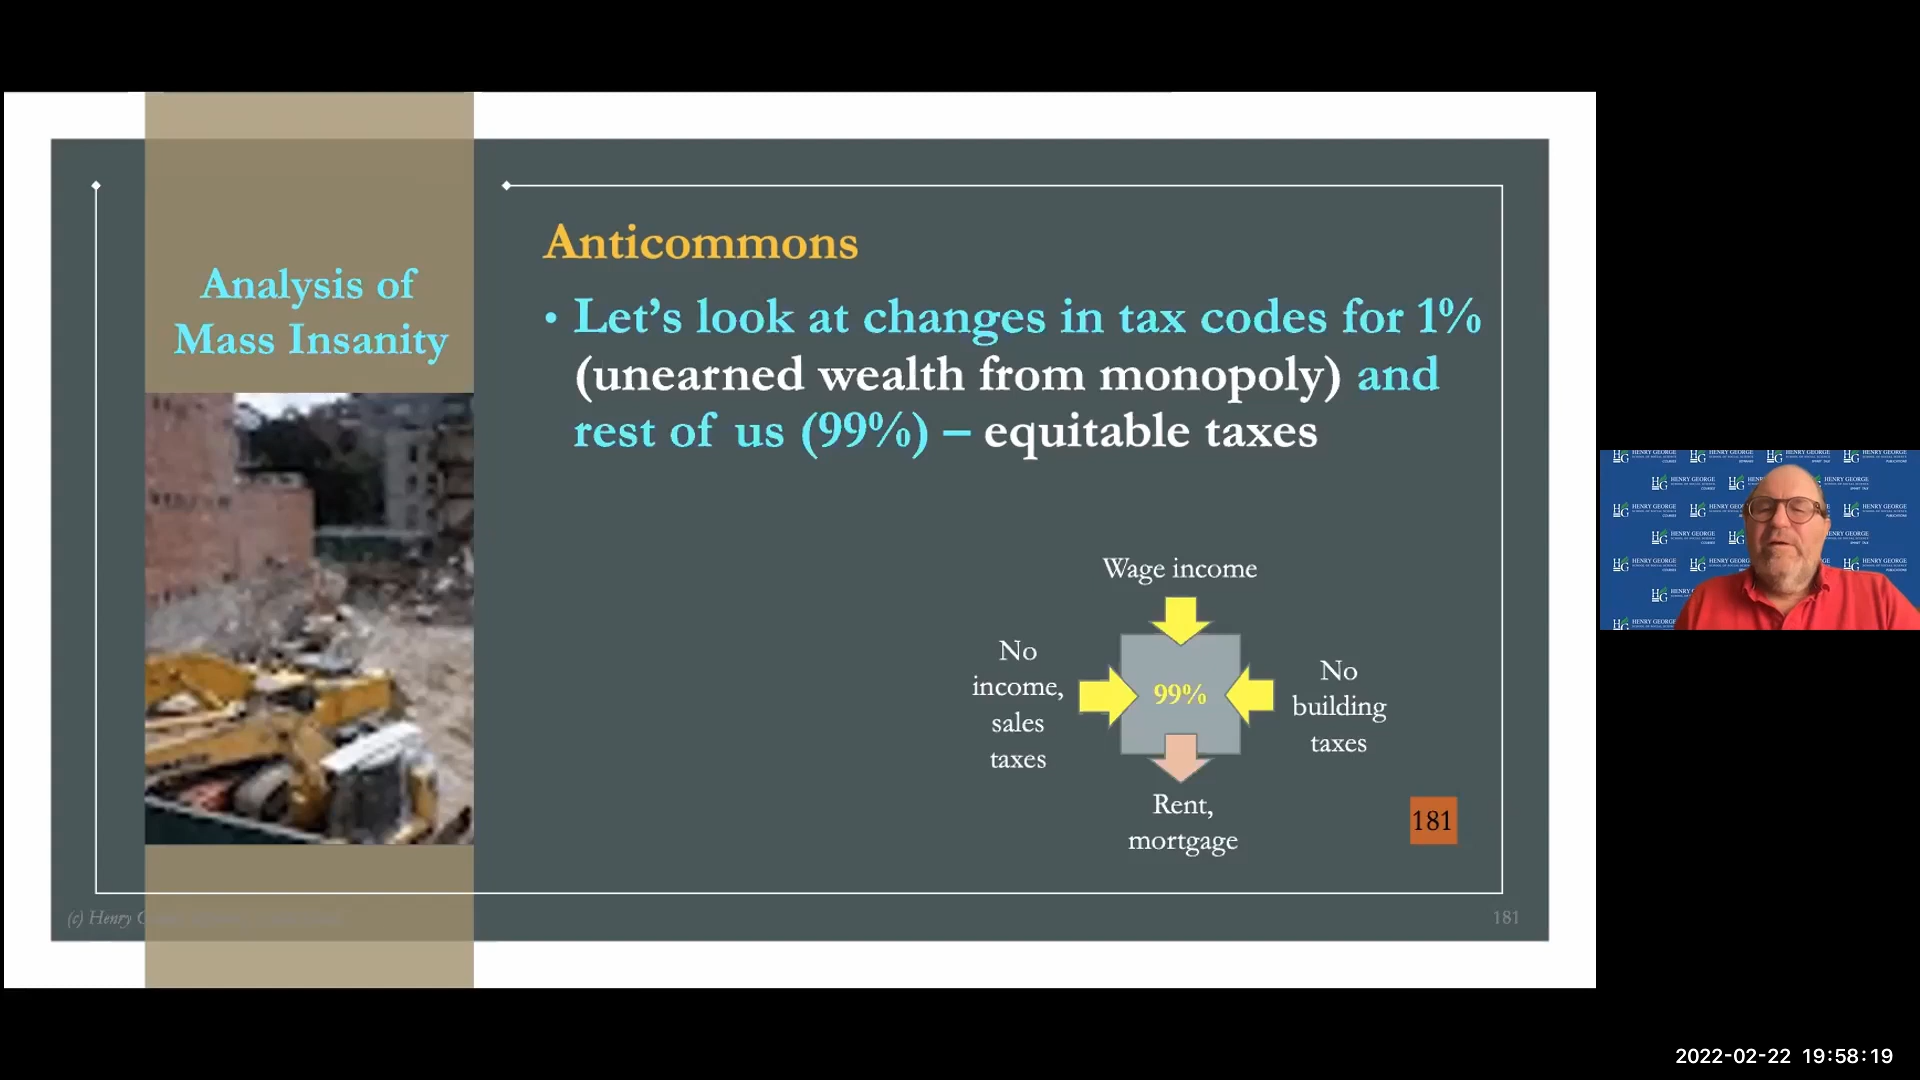 Analysis of
Mass Insanity
Anticommons
• Let's look at changes in tax codes for 1%
(unearned wealth from monopoly) and
rest of us (99%) – equitable taxes
Wage income
No
income,
sales
taxes
99%
No
building
taxes
Rent,
mortgage
181
(c) Henry
181
HENRY GEORGE
SCHOOL OF SOCIAL SCIENCE
2022-02-22 19:58:19